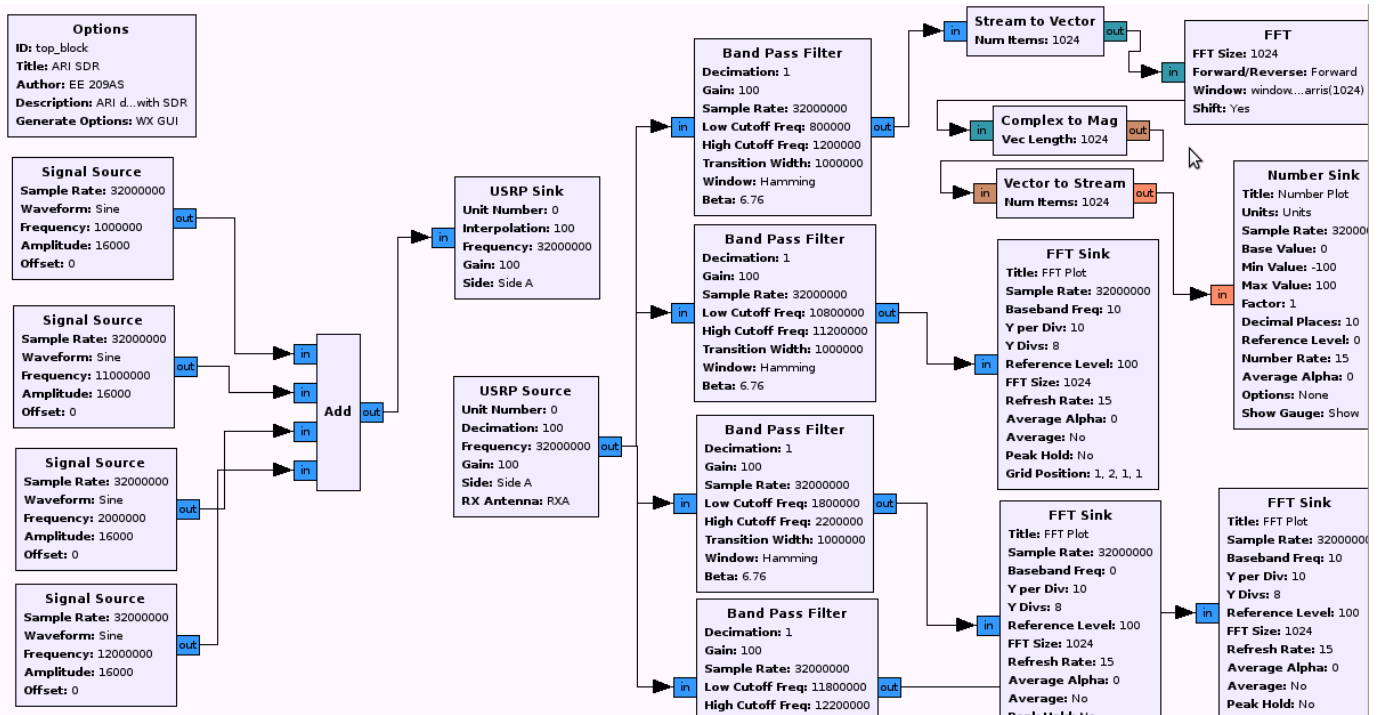 Options
ID: top_block
Title: ARI SDR
Author: EE 209AS
Description: ARI d...with SDR
Generate Options: WX GUI
Signal Source
Sample Rate: 32000000
Waveform: Sine
Frequency: 1000000
Amplitude: 16000
Offset: 0
out
Signal Source
Sample Rate: 32000000
Waveform: Sine
Frequency: 11000000
Amplitude: 16000
Offset: 0
out
Signal Source
Sample Rate: 32000000
Waveform: Sine
Frequency: 2000000
Amplitude: 16000
Offset: 0
out
Signal Source
Sample Rate: 32000000
Waveform: Sine
Frequency: 12000000
Amplitude: 16000
Offset: 0
out
in
in
in
in
Add
out
in
USRP Sink
Unit Number: 0
Interpolation: 100
Frequency: 32000000
Gain: 100
Side: Side A
USRP Source
Unit Number: 0
Decimation: 100
Frequency: 32000000
Gain: 100
Side: Side A
RX Antenna: RXA
out
in
Band Pass Filter
Decimation: 1
Gain: 100
Sample Rate: 32000000
Low Cutoff Freq: 800000
High Cutoff Freq: 1200000
Transition Width: 1000000
Window: Hamming
Beta: 6.76
out
in
Band Pass Filter
Decimation: 1
Gain: 100
Sample Rate: 32000000
Low Cutoff Freq: 10800000
High Cutoff Freq: 11200000
Transition Width: 1000000
Window: Hamming
Beta: 6.76
out
in
Band Pass Filter
Decimation: 1
Gain: 100
Sample Rate: 32000000
Low Cutoff Freq: 1800000
High Cutoff Freq: 2200000
Transition Width: 1000000
Window: Hamming
Beta: 6.76
out
in
Band Pass Filter
Decimation: 1
Gain: 100
Sample Rate: 32000000
Low Cutoff Freq: 11800000
High Cutoff Freq: 12200000
out
in
Stream to Vector
Num Items: 1024
out
in
FFT
FFT Size: 1024
Forward/Reverse: Forward
Window: window....arris(1024)
Shift: Yes
in
Complex to Mag
Vec Length: 1024
out
in
Vector to Stream
Num Items: 1024
out
in
Number Sink
Title: Number Plot
Units: Units
Sample Rate: 32000
Base Value: 0
Min Value: -100
Max Value: 100
Factor: 1
Decimal Places: 10
Reference Level: 0
Number Rate: 15
Average Alpha: 0
Options: None
Show Gauge: Show
in
FFT Sink
Title: FFT Plot
Sample Rate: 32000000
Baseband Freq: 10
Y per Div: 10
Y Divs: 8
Reference Level: 100
FFT Size: 1024
Refresh Rate: 15
Average Alpha: 0
Average: No
Peak Hold: No
Grid Position: 1, 2, 1, 1
in
FFT Sink
Title: FFT Plot
Sample Rate: 32000000
Baseband Freq: 0
Y per Div: 10
Y Divs: 8
Reference Level: 100
FFT Size: 1024
Refresh Rate: 15
Average Alpha: 0
Average: No
in
FFT Sink
Title: FFT Plot
Sample Rate: 32000000
Baseband Freq: 10
Y per Div: 10
Y Divs: 8
Reference Level: 100
FFT Size: 1024
Refresh Rate: 15
Average Alpha: 0
Average: No
Peak Hold: No